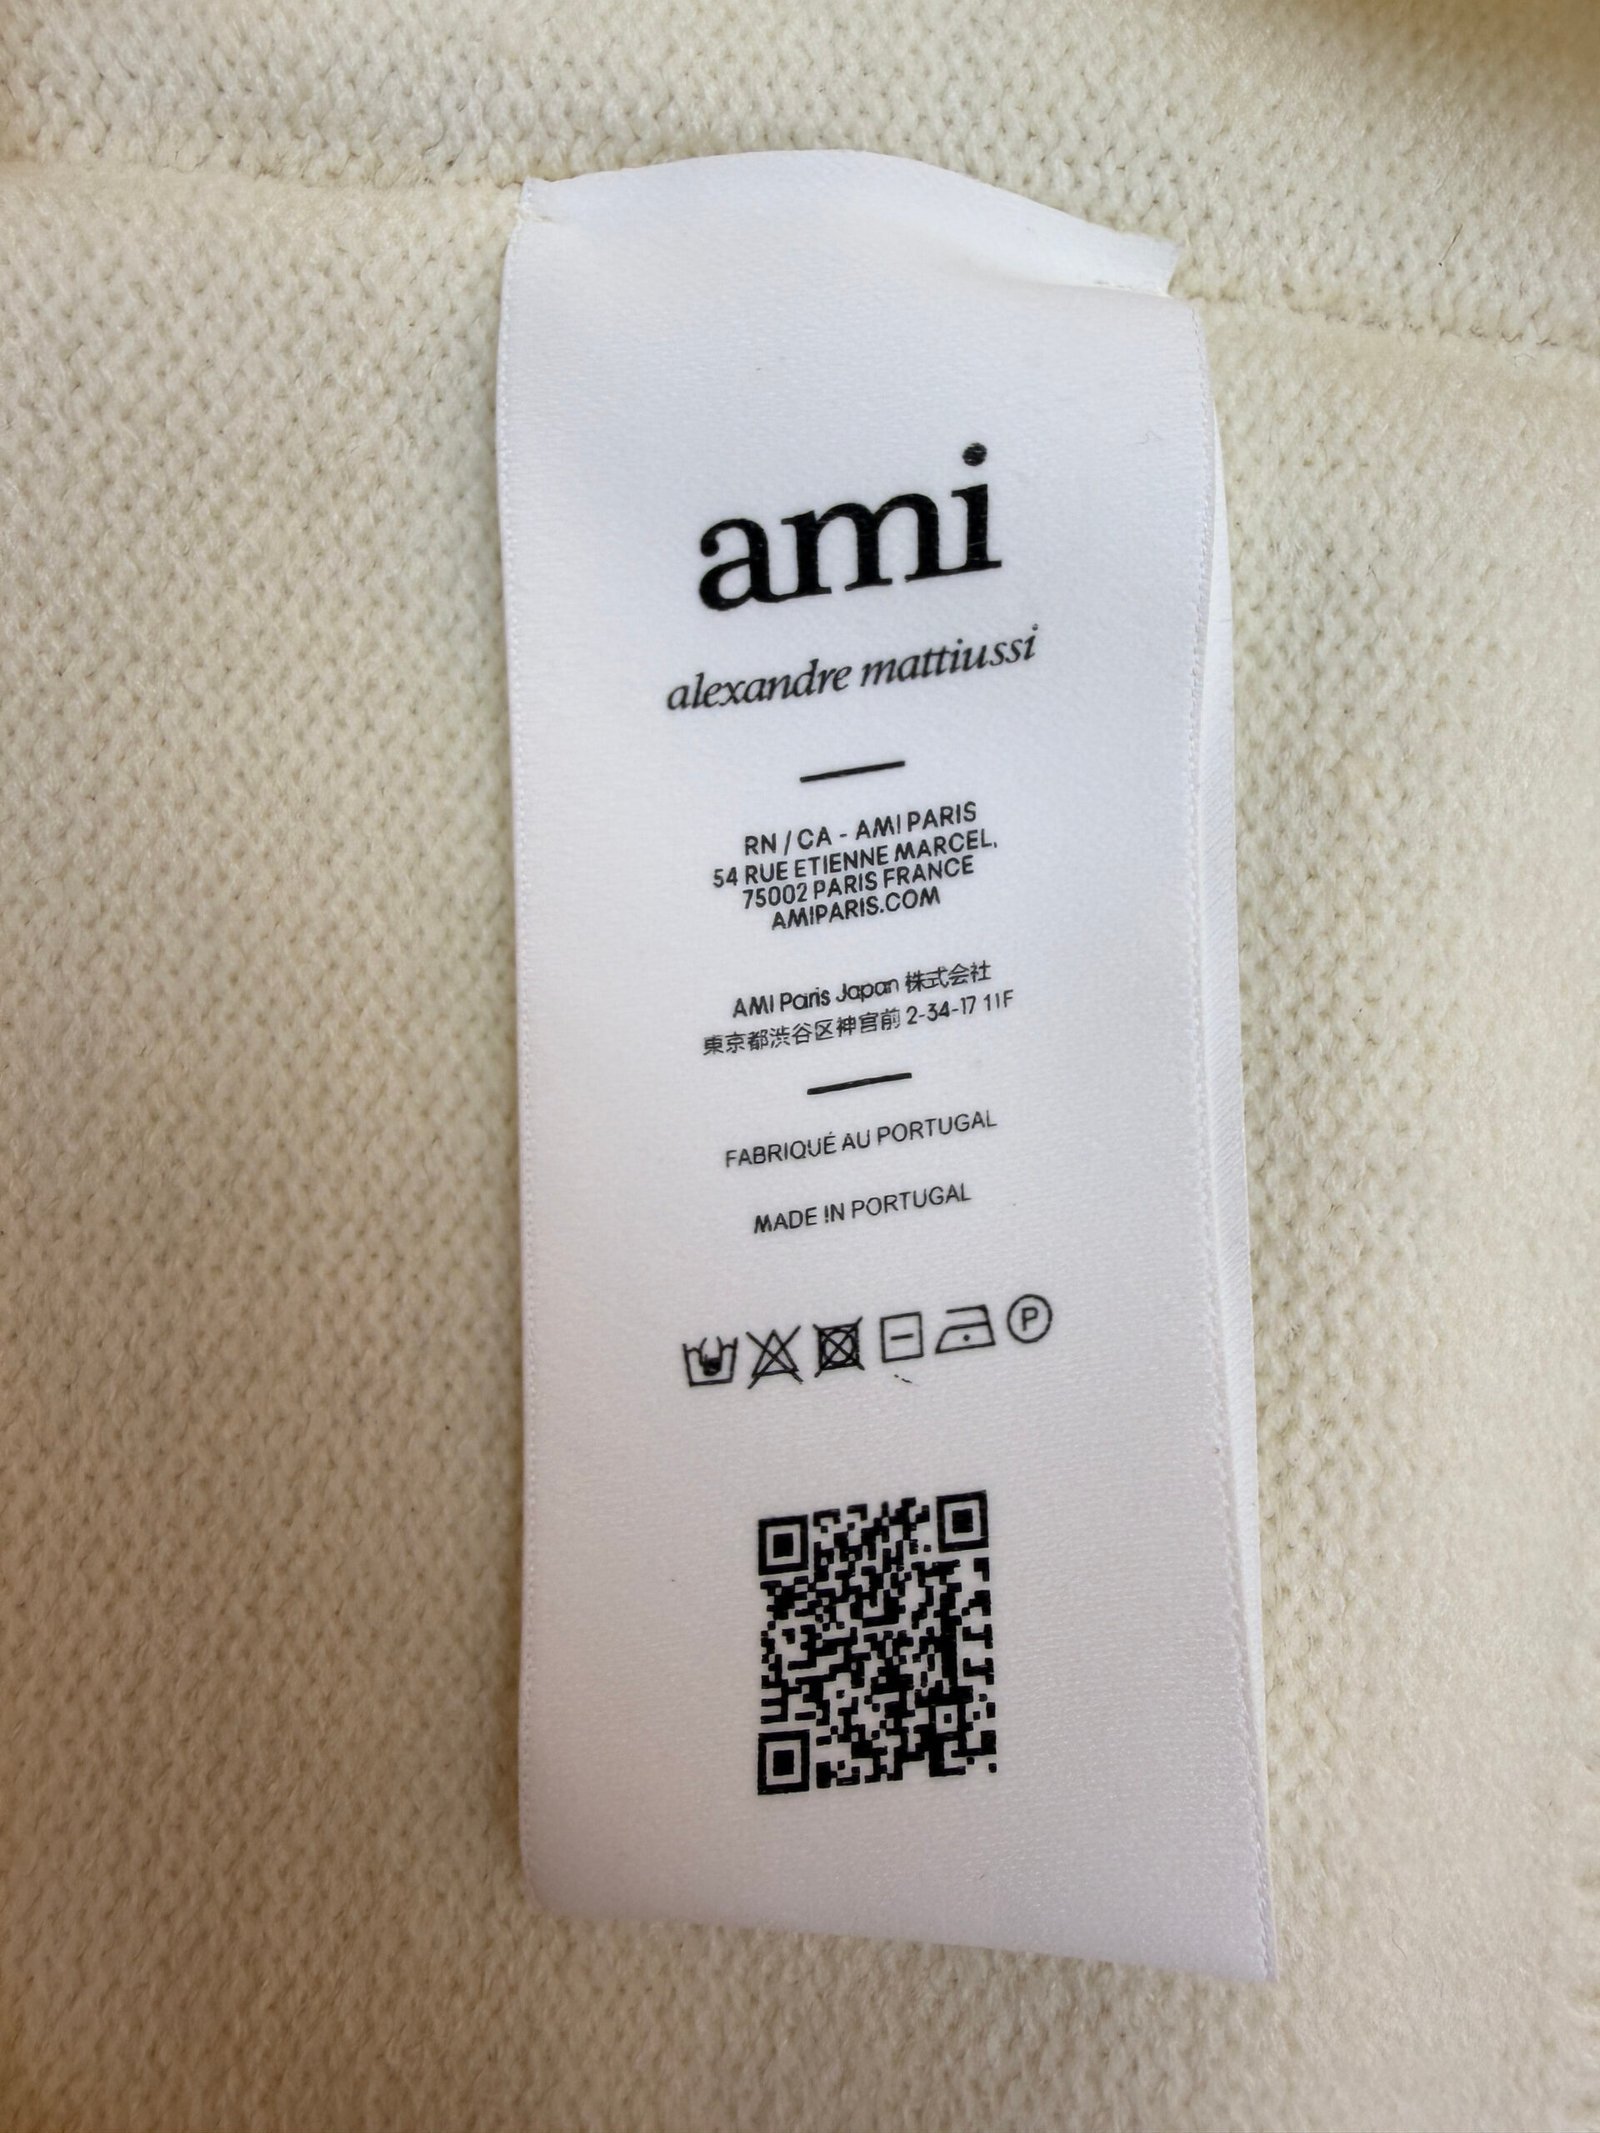 ami
alexandre mattiussi
RN / CA - AMI PARIS
54 RUE ETIENNE MARCEL,
75002 PARIS FRANCE
AMIPARIS.COM
AMI Paris Japan 株式会社
東京都渋谷区神宮前 2-34-17 11F
FABRIQUÉ AU PORTUGAL
MADE IN PORTUGAL
P